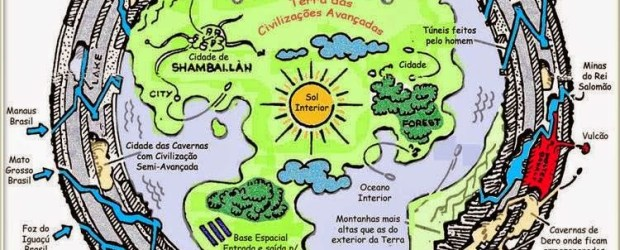 Terra das
Civilizações Avançadas
Túneis feitos
pelo homem
Cidade de
SHAMBALLAH
Cidade
LAKE
CITY
Minas
do Rei
Salomão
Sol
Interior
Manaus
Brasil
FOREST
Vulcão
Cidade das Cavernas
com Civilização
Semi-Avançada
Mato
Grosso
Brasil
Oceano
Interior
Foz do
Iguaçú
Brasil
Base Espacial
Entrada e saída p/
Montanhas mais
altas que as do
exterior da Terra
Cavernas de
Dero onde ficam